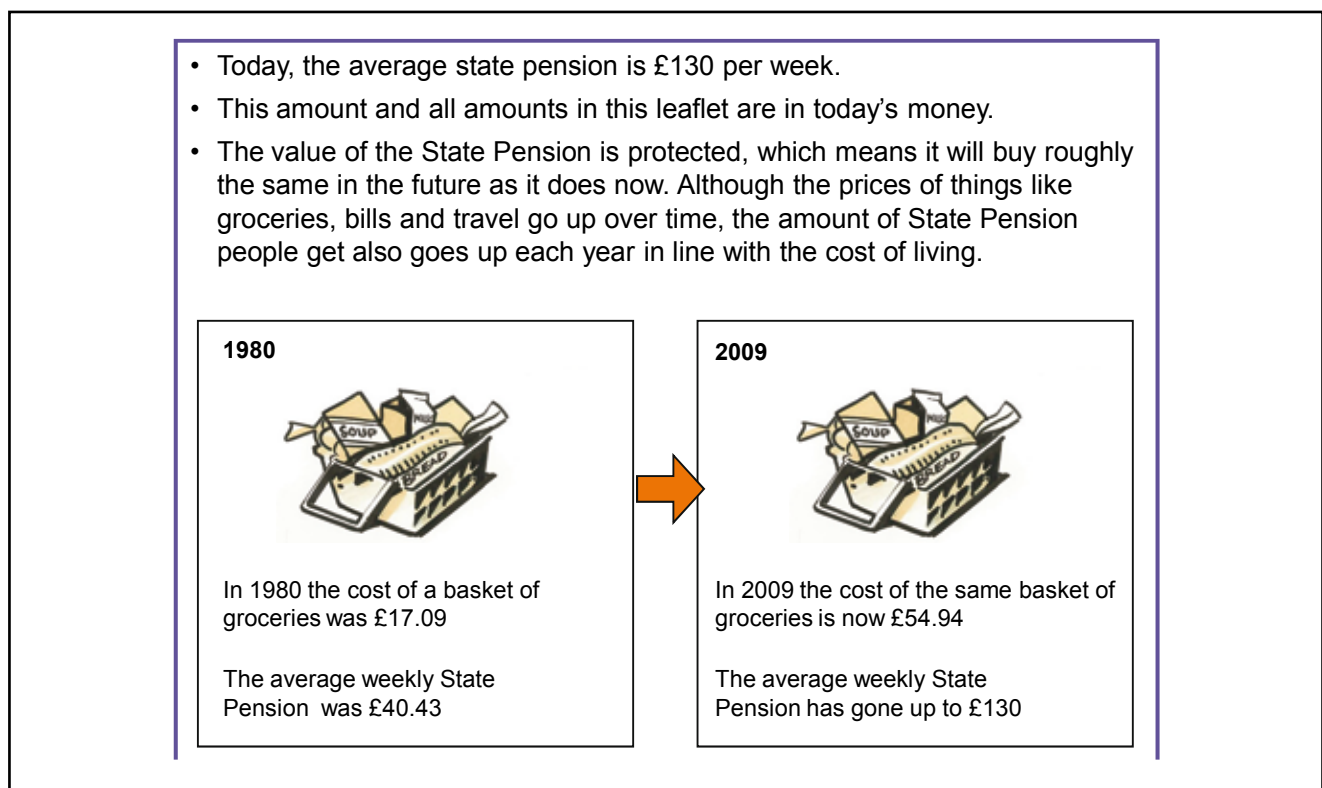 • Today, the average state pension is £130 per week.
• This amount and all amounts in this leaflet are in today's money.
• The value of the State Pension is protected, which means it will buy roughly
the same in the future as it does now. Although the prices of things like
groceries, bills and travel go up over time, the amount of State Pension
people get also goes up each year in line with the cost of living.
1980
SOUP
BREAD
In 1980 the cost of a basket of
groceries was £17.09
The average weekly State
Pension was £40.43
2009
SOUP
BREAD
In 2009 the cost of the same basket of
groceries is now £54.94
The average weekly State
Pension has gone up to £130